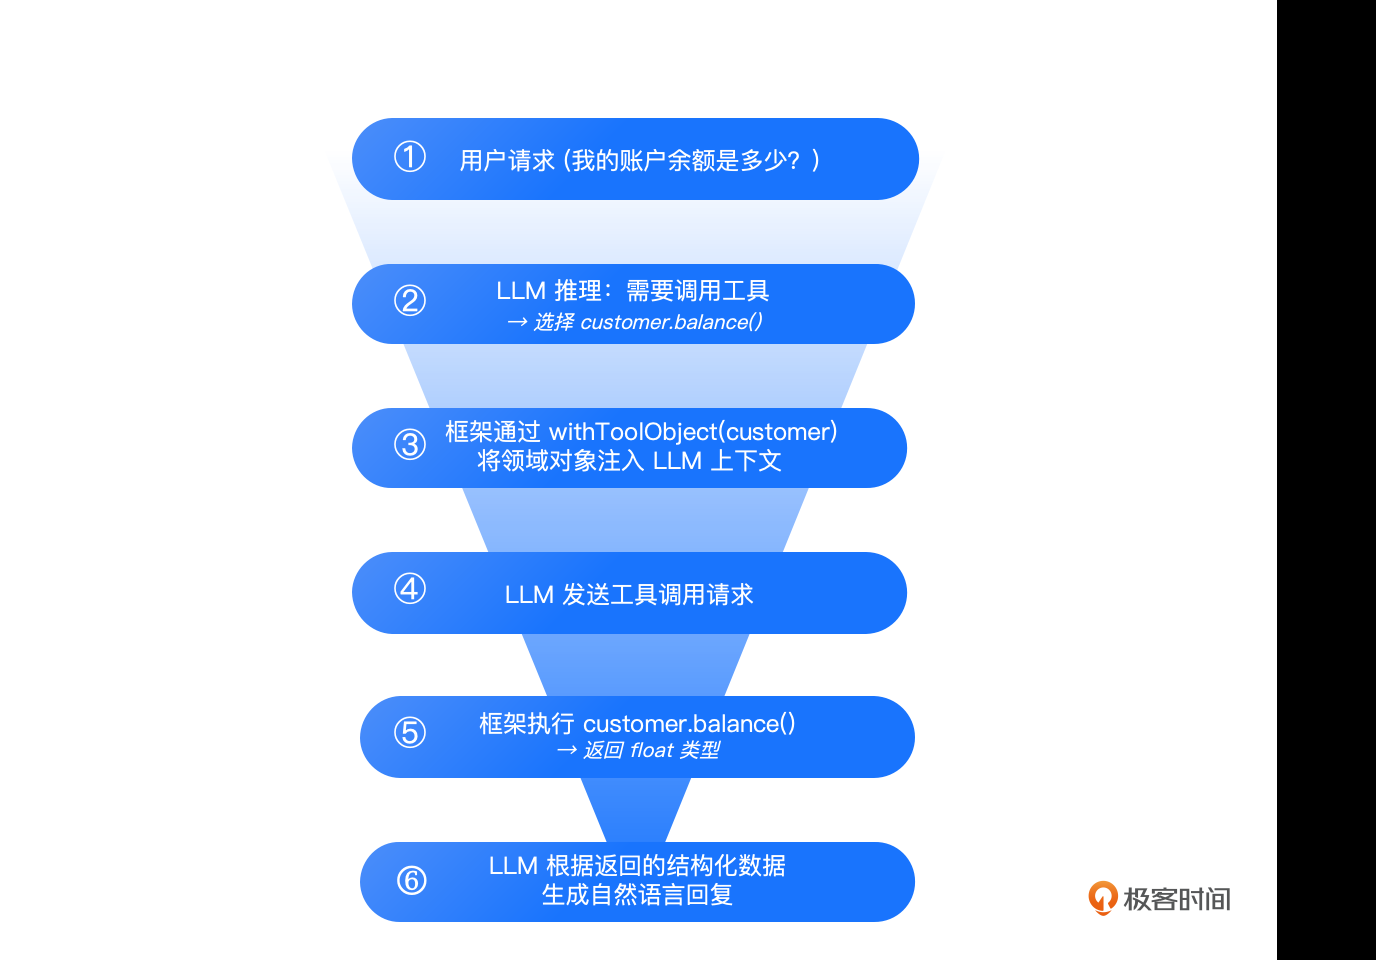 ① 用户请求 (我的账户余额是多少？)
② LLM 推理：需要调用工具
→ 选择 customer.balance()
③ 框架通过 withToolObject(customer)
将领域对象注入 LLM 上下文
④ LLM 发送工具调用请求
⑤ 框架执行 customer.balance()
→ 返回 float 类型
⑥ LLM 根据返回的结构化数据
生成自然语言回复
极客时间